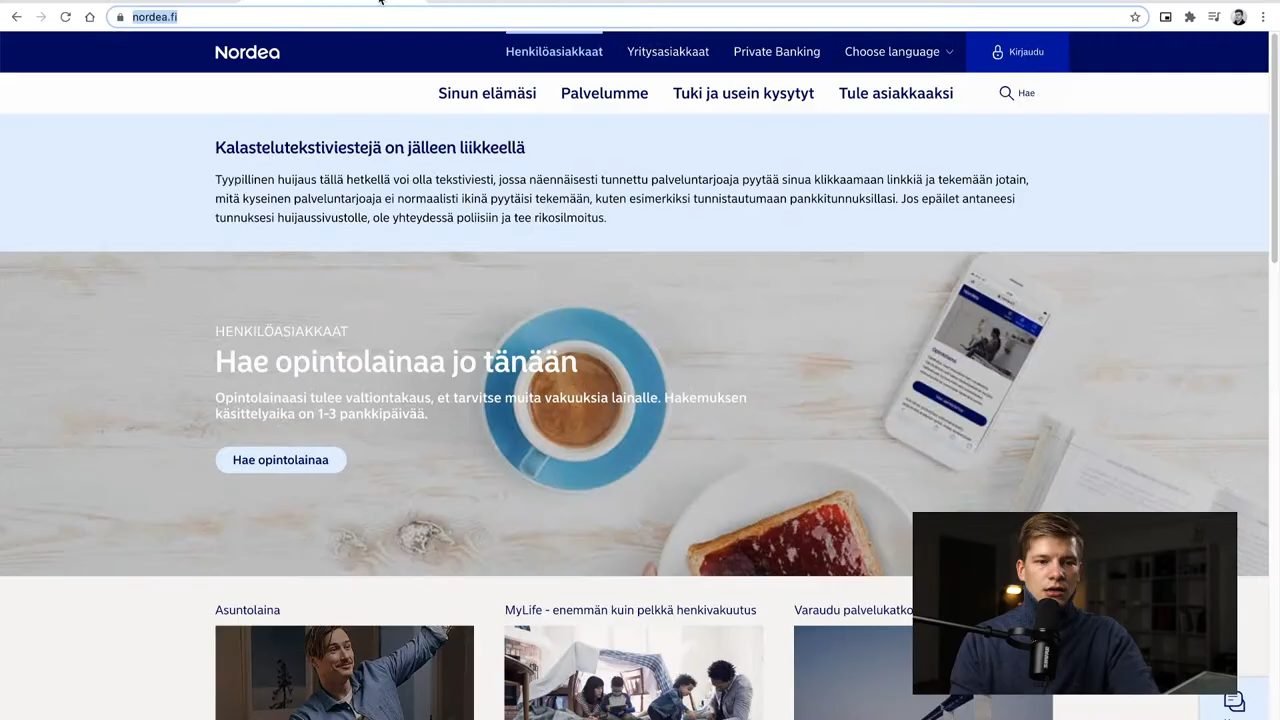 nordea.fi
Nordea
Henkilöasiakkaat
Yritysasiakkaat
Private Banking
Choose language
Kirjaudu
Sinun elämäsi
Palvelumme
Tuki ja usein kysytyt
Tule asiakkaaksi
Hae
Kalastelutekstiviestejä on jälleen liikkeellä
Tyypillinen huijaus tällä hetkellä voi olla tekstiviesti, jossa näennäisesti tunnettu palveluntarjoaja pyytää sinua klikkaamaan linkkiä ja tekemään jotain,
mitä kyseinen palveluntarjoaja ei normaalisti ikinä pyytäisi tekemään, kuten esimerkiksi tunnistautumaan pankkitunnuksillasi. Jos epäilet antaneesi
tunnuksesi huijaussivustolle, ole yhteydessä poliisiin ja tee rikosilmoitus.
HENKILÖASIAKKAAT
Hae opintolainaa jo tänään
Opintolainaasi tulee valtiontakaus, et tarvitse muita vakuuksia lainalle. Hakemuksen
käsittelyaika on 1-3 pankkipäivää.
Hae opintolainaa
Nordea
Asuntolaina
MyLife - enemmän kuin pelkkä henkivakuutus
Varaudu palvelukatko